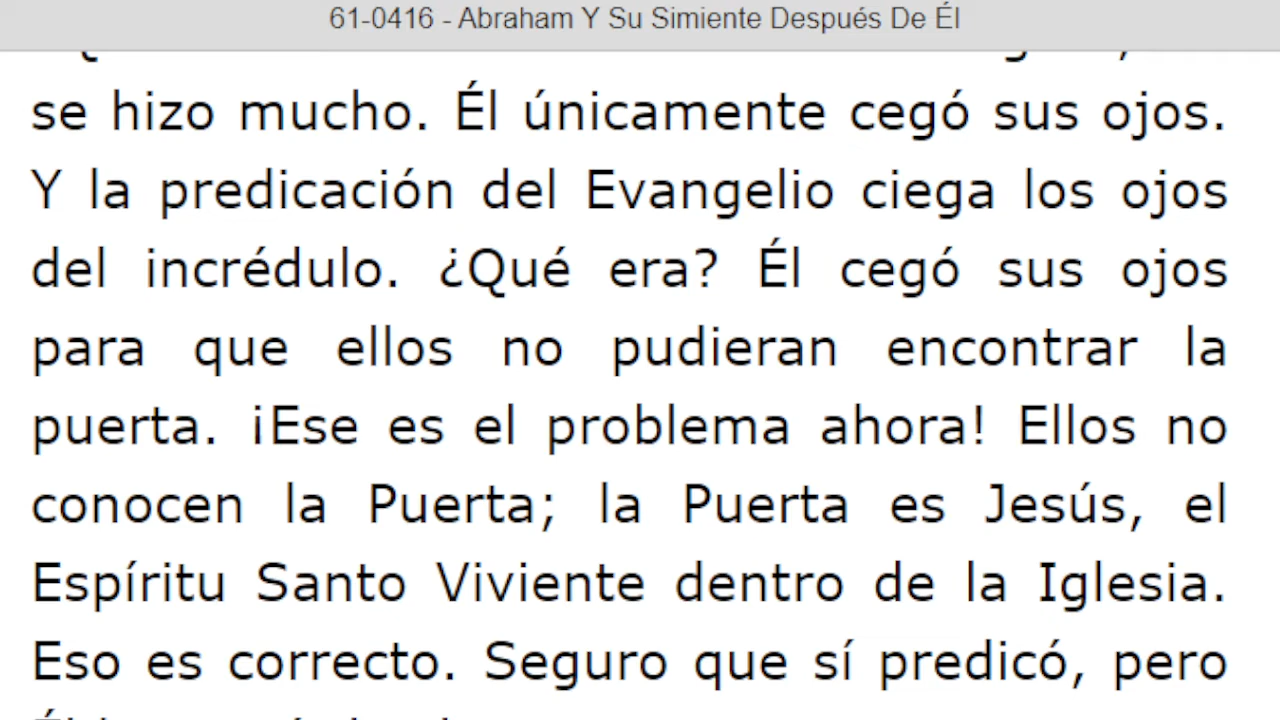 61-0416 - Abraham Y Su Simiente Después De Él
se hizo mucho. Él únicamente cegó sus ojos.
Y la predicación del Evangelio ciega los ojos
del incrédulo. ¿Qué era? Él cegó sus ojos
para que ellos no pudieran encontrar la
puerta. ¡Ese es el problema ahora! Ellos no
conocen la Puerta; la Puerta es Jesús, el
Espíritu Santo Viviente dentro de la Iglesia.
Eso es correcto. Seguro que sí predicó, pero